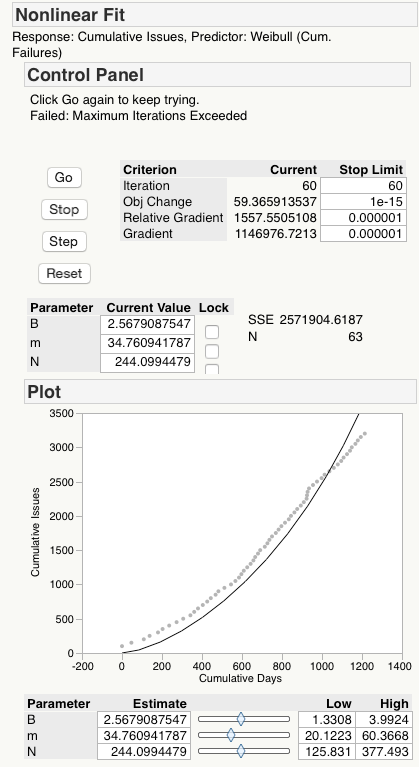 Nonlinear Fit
Response: Cumulative Issues, Predictor: Weibull (Cum.
Failures)
Control Panel
Click Go again to keep trying.
Failed: Maximum Iterations Exceeded
Go
Stop
Step
Reset
Criterion Current Stop Limit
Iteration 60 60
Obj Change 59.365913537 1e-15
Relative Gradient 1557.5505108 0.000001
Gradient 1146976.7213 0.000001
Parameter Current Value Lock
B 2.5679087547
m 34.760941787
N 244.0994479
SSE 2571904.6187
N 63
Plot
3500
3000
2500
2000
1500
1000
500
0
Cumulative Issues
-200 0 200 400 600 800 1000 1200 1400
Cumulative Days
Parameter Estimate Low High
B 2.5679087547 1.3308 3.9924
m 34.760941787 20.1223 60.3668
N 244.0994479 125.831 377.493